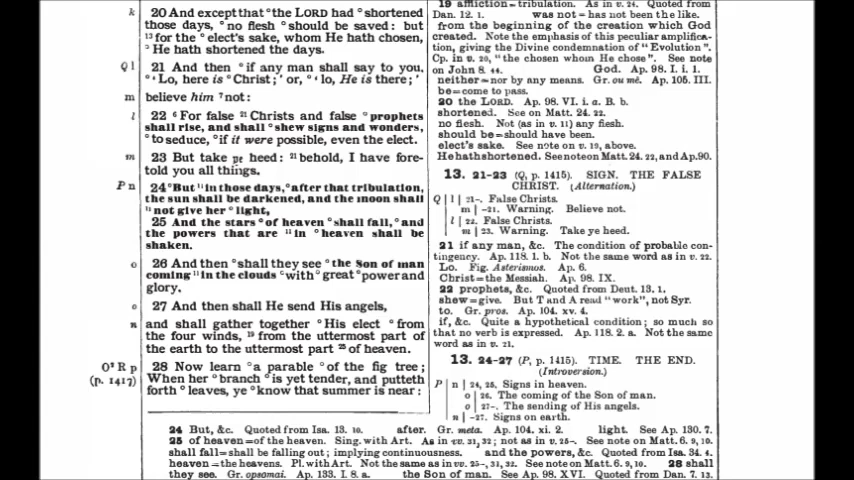 k
20 And except that °the LORD had °shortened
those days, °no flesh °should be saved: but
¹³ for the °elect's sake, whom He hath chosen,
°He hath shortened the days.
Q l
21 And then °if any man shall say to you,
°'Lo, here is °Christ;' or, °'lo, He is there;'
m
believe him ⁷ not:
l
22 ⁶ For false ²¹ Christs and false °prophets
shall rise, and shall °shew signs and wonders,
°to seduce, °if it were possible, even the elect.
m
23 But take ye heed: ²¹ behold, I have fore-
told you all things.
P n
24 °But ¹¹ in those days, °after that tribulation,
the sun shall be darkened, and the moon shall
¹¹ not give her °light,
25 And the stars °of heaven °shall fall, °and
the powers that are ¹¹ in °heaven shall be
shaken.
o
26 And then °shall they see °the Son of man
coming ¹¹ in the clouds °with °great °power and
glory.
o
27 And then shall He send His angels,
n
and shall gather together °His elect °from
the four winds, ¹⁹ from the uttermost part of
the earth to the uttermost part ²⁵ of heaven.
O² R p
(p. 1417)
28 Now learn °a parable °of the fig tree;
When her °branch °is yet tender, and putteth
forth °leaves, ye °know that summer is near:
19 affliction=tribulation. As in v. 24. Quoted from
Dan. 12. 1. was not=has not been the like.
from the beginning of the creation which God
created. Note the emphasis of this peculiar amplifica-
tion, giving the Divine condemnation of "Evolution".
Cp. in v. 20, "the chosen whom He chose". See note
on John 8. 44. God. Ap. 98. I. i. 1.
neither=nor by any means. Gr. ou mē. Ap. 105. III.
be=come to pass.
20 the LORD. Ap. 98. VI. i. a. B. b.
shortened. See on Matt. 24. 22.
no flesh. Not (as in v. 11) any flesh.
should be=should have been.
elect's sake. See note on v. 19, above.
He hath shortened. See note on Matt. 24. 22, and Ap. 90.
13. 21-23 (Q, p. 1415). SIGN. THE FALSE
CHRIST. (Alternation.)
Q | l | 21-. False Christs.
m | -21. Warning. Believe not.
l | 22. False Christs.
m | 23. Warning. Take ye heed.
21 if any man, &c. The condition of probable con-
tingency. Ap. 118. 1. b. Not the same word as in v. 22.
Lo. Fig. Asterismos. Ap. 6.
Christ=the Messiah. Ap. 98. IX.
22 prophets, &c. Quoted from Deut. 13. 1.
shew=give. But T and A read "work", not Syr.
to. Gr. pros. Ap. 104. xv. 4.
if, &c. Quite a hypothetical condition; so much so
that no verb is expressed. Ap. 118. 2. a. Not the same
word as in v. 21.
13. 24-27 (P, p. 1415). TIME. THE END.
(Introversion.)
P | n | 24, 25. Signs in heaven.
o | 26. The coming of the Son of man.
o | 27-. The sending of His angels.
n | -27. Signs on earth.
24 But, &c. Quoted from Isa. 13. 10. after. Gr. meta. Ap. 104. xi. 2. light. See Ap. 130. 7.
25 of heaven=of the heaven. Sing. with Art. As in vv. 31, 32; not as in v. 25-. See note on Matt. 6. 9, 10.
shall fall=shall be falling out; implying continuousness. and the powers, &c. Quoted from Isa. 34. 4.
heaven=the heavens. Pl. with Art. Not the same as in vv. 25-, 31, 32. See note on Matt. 6. 9, 10. 28 shall
they see. Gr. opsomai. Ap. 133. I. 8. a. the Son of man. See Ap. 98. XVI. Quoted from Dan. 7. 13.